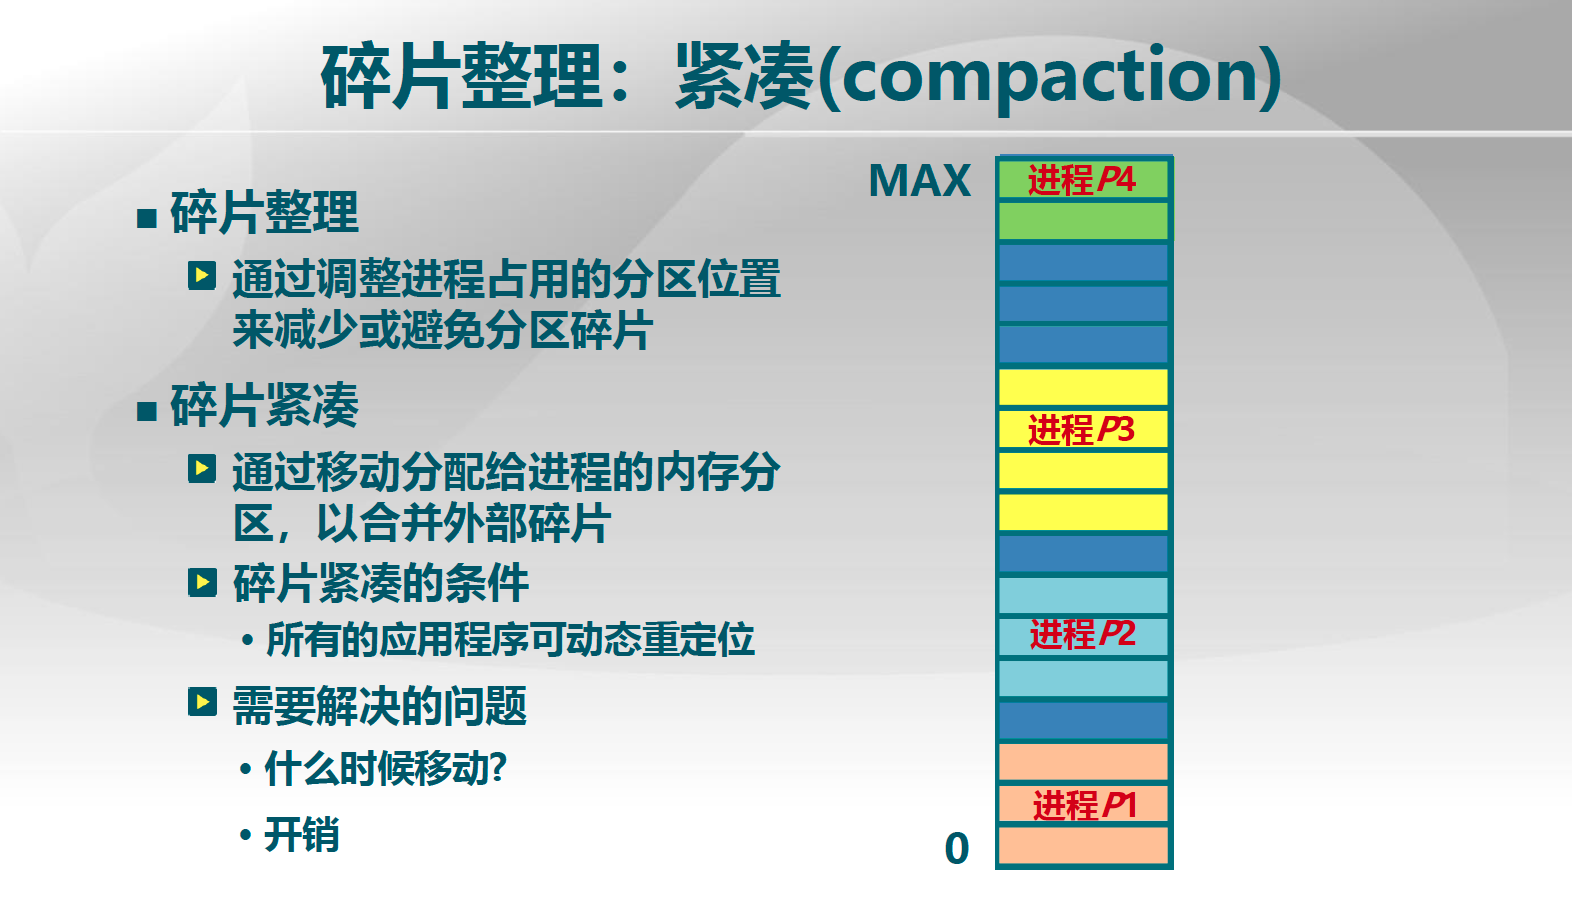 碎片整理：紧凑(compaction)
碎片整理
通过调整进程占用的分区位置
来减少或避免分区碎片
碎片紧凑
通过移动分配给进程的内存分
区，以合并外部碎片
碎片紧凑的条件
•所有的应用程序可动态重定位
需要解决的问题
•什么时候移动?
•开销
MAX
进程P4
进程P3
进程P2
进程P1
0